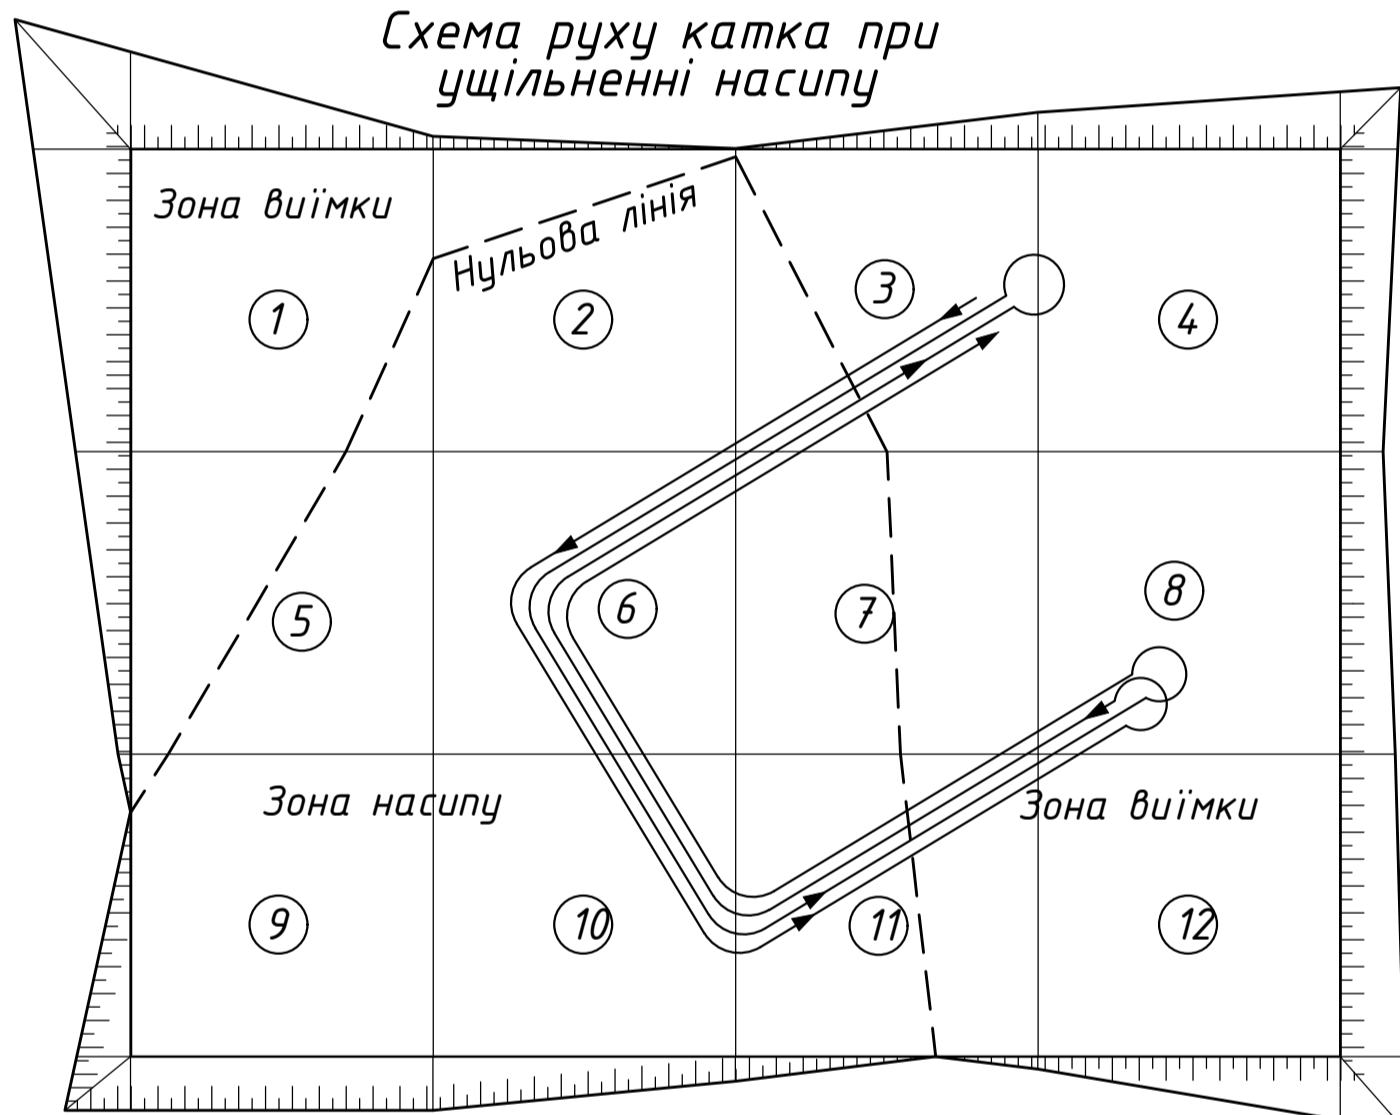 Схема руху катка при
ущільненні насипу
Зона виїмки
Нульова лінія
3
1
2
4
8
6
7
5
Зона насипу
Зона виїмки
9
10
11
12